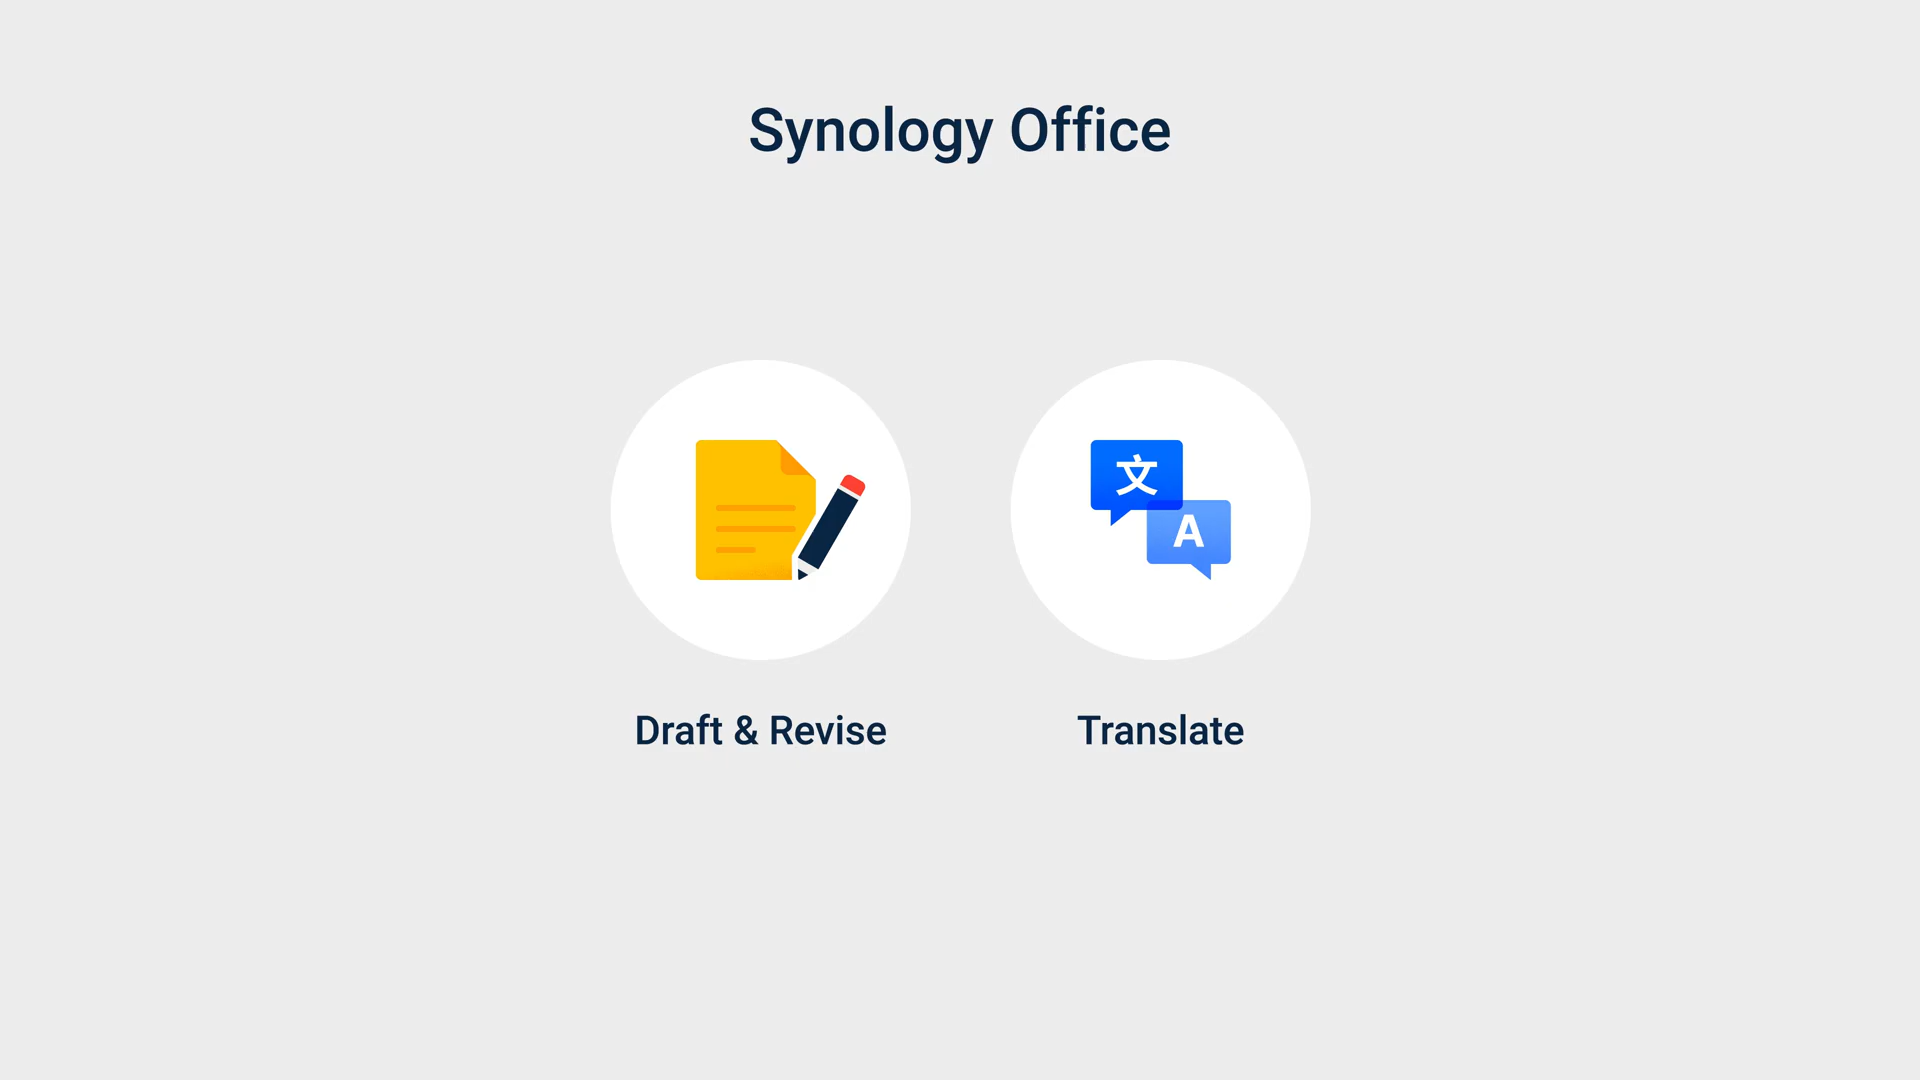 Synology Office
文
A
Draft & Revise
Translate